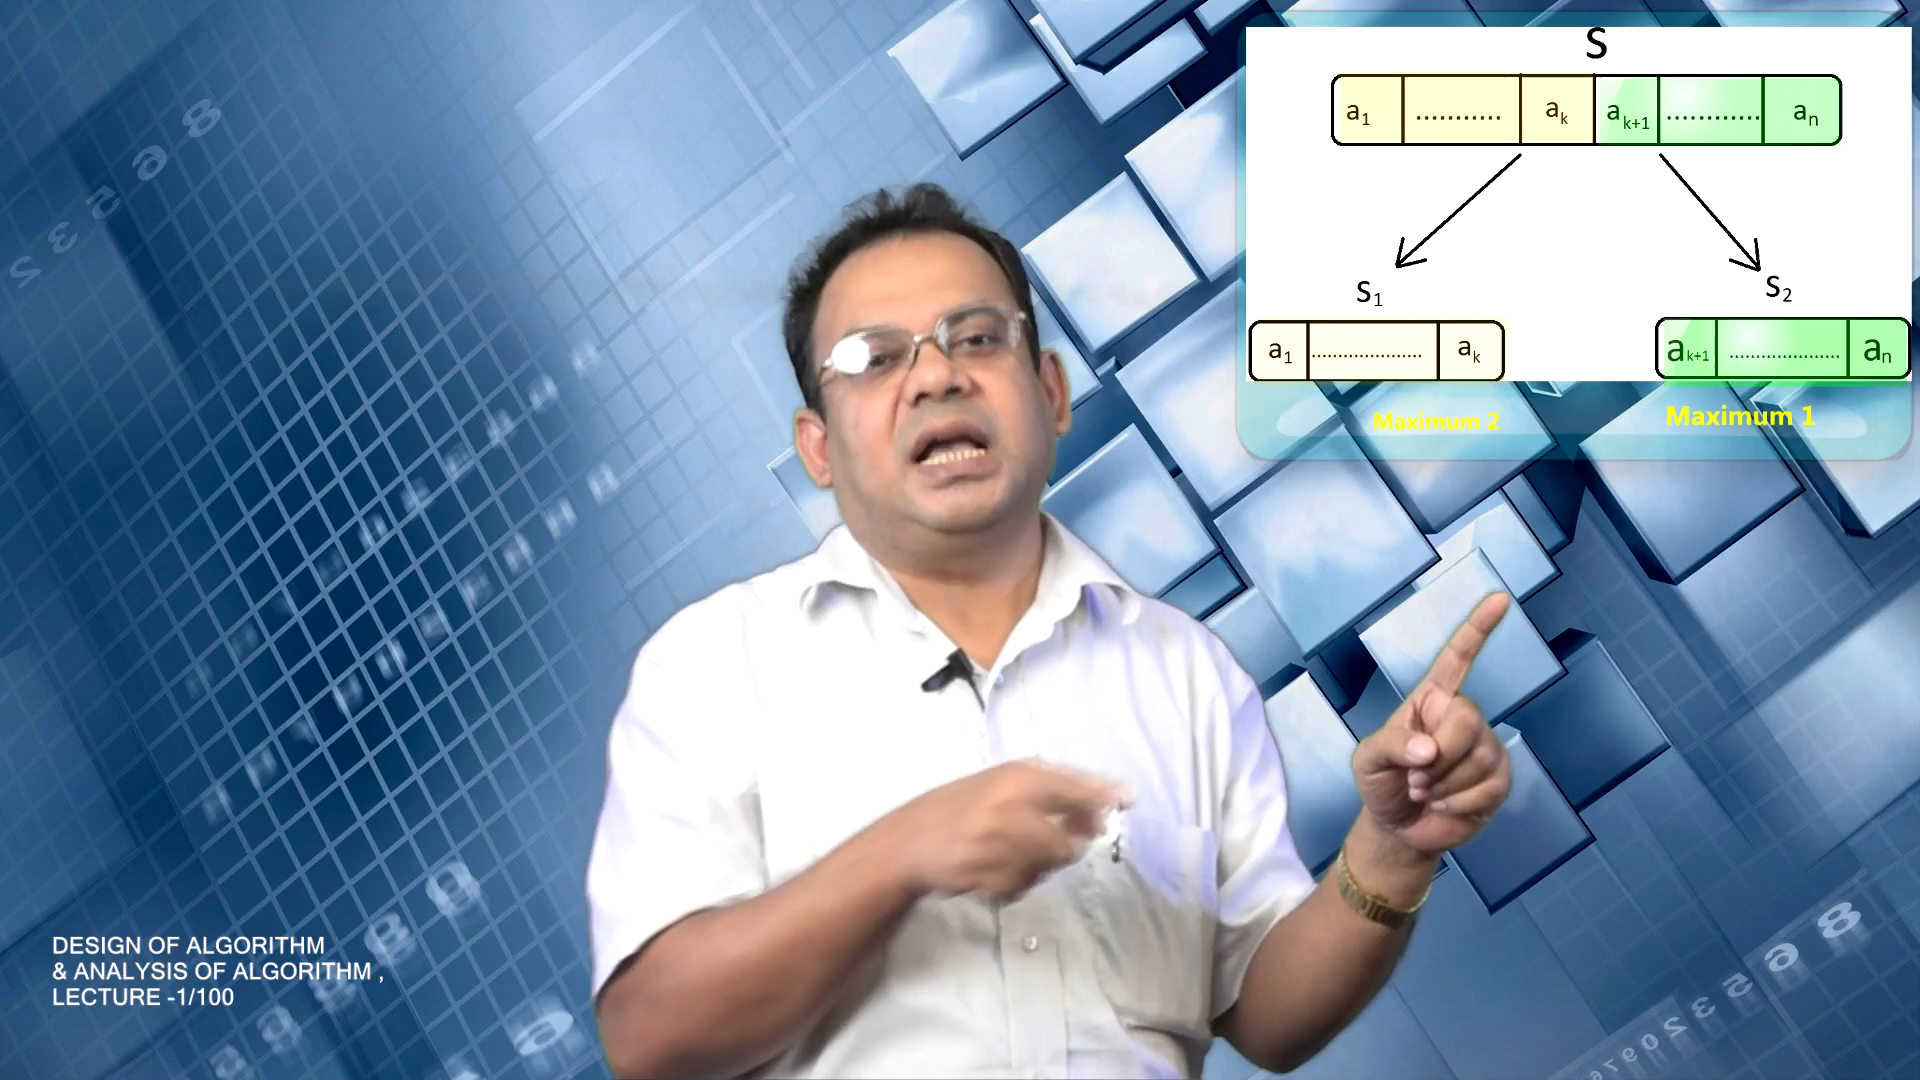 S
a1 ........... ak ak+1 ............. an
S1 S2
a1 ...................... ak ak+1 ...................... an
Maximum 2 Maximum 1
DESIGN OF ALGORITHM
& ANALYSIS OF ALGORITHM ,
LECTURE -1/100